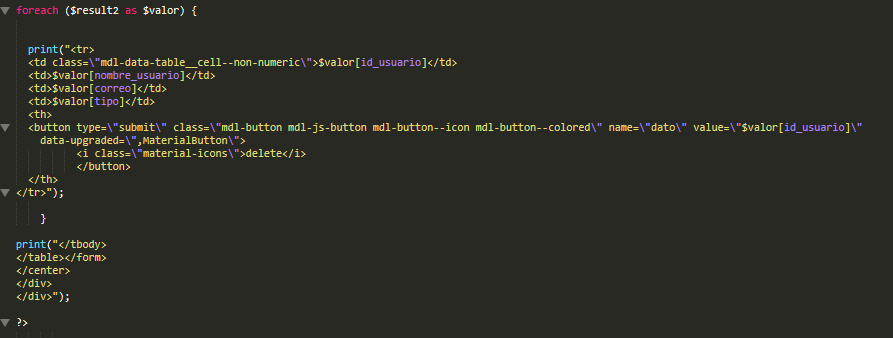 foreach ($result2 as $valor) {
print("<tr>
<td class=\"mdl-data-table__cell--non-numeric\">$valor[id_usuario]</td>
<td>$valor[nombre_usuario]</td>
<td>$valor[correo]</td>
<td>$valor[tipo]</td>
<th>
<button type=\"submit\" class=\"mdl-button mdl-js-button mdl-button--icon mdl-button--colored\" name=\"dato\" value=\"$valor[id_usuario]\"
data-upgraded=\",MaterialButton\">
<i class=\"material-icons\">delete</i>
</button>
</th>
</tr>");
}
print("</tbody>
</table></form>
</center>
</div>
</div>");
?>